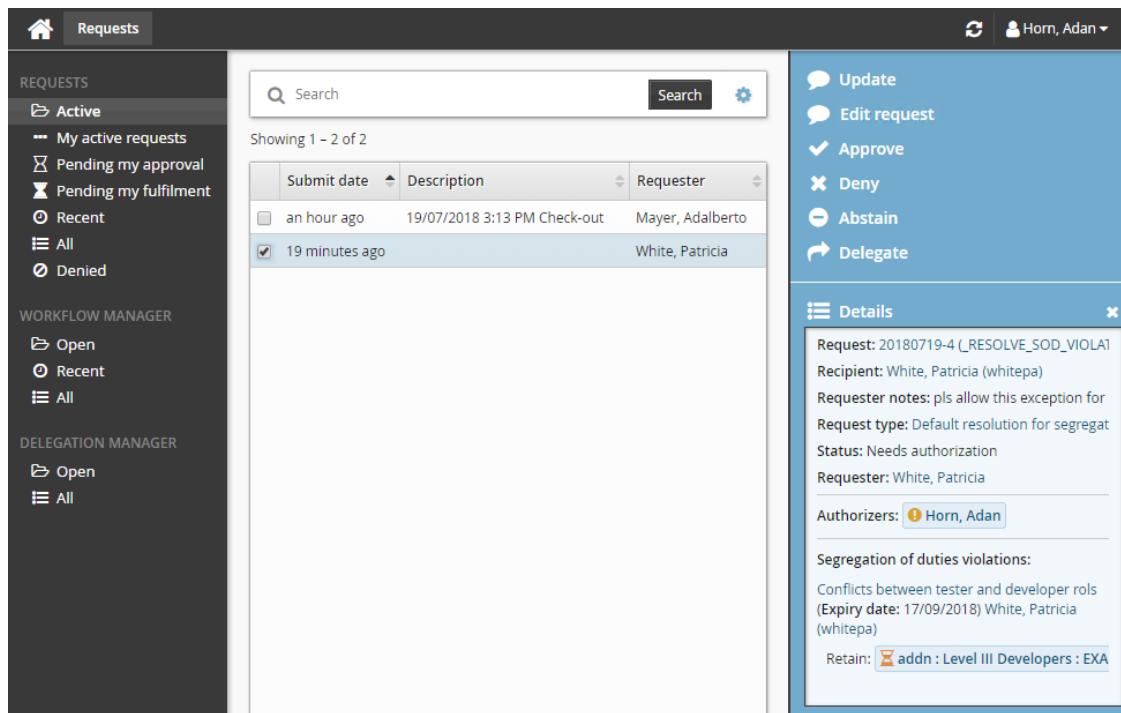 Requests
Horn, Adan
REQUESTS
Active
My active requests
Pending my approval
Pending my fulfilment
Recent
All
Denied
WORKFLOW MANAGER
Open
Recent
All
DELEGATION MANAGER
Open
All
Search Search
Showing 1 – 2 of 2
Submit date Description Requester
an hour ago 19/07/2018 3:13 PM Check-out Mayer, Adalberto
19 minutes ago White, Patricia
Update
Edit request
Approve
Deny
Abstain
Delegate
Details
Request: 20180719-4 (_RESOLVE_SOD_VIOLAT
Recipient: White, Patricia (whitepa)
Requester notes: pls allow this exception for
Request type: Default resolution for segregat
Status: Needs authorization
Requester: White, Patricia
Authorizers: Horn, Adan
Segregation of duties violations:
Conflicts between tester and developer rols
(Expiry date: 17/09/2018) White, Patricia
(whitepa)
Retain: addn : Level III Developers : EXA